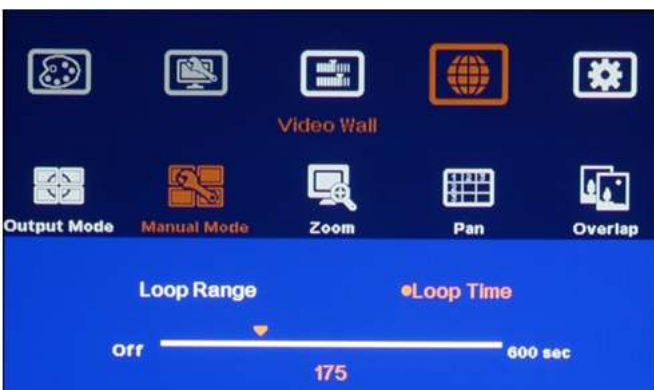 Video Wall
Output Mode Manual Mode Zoom Pan Overlap
Loop Range Loop Time
Off 600 sec
175